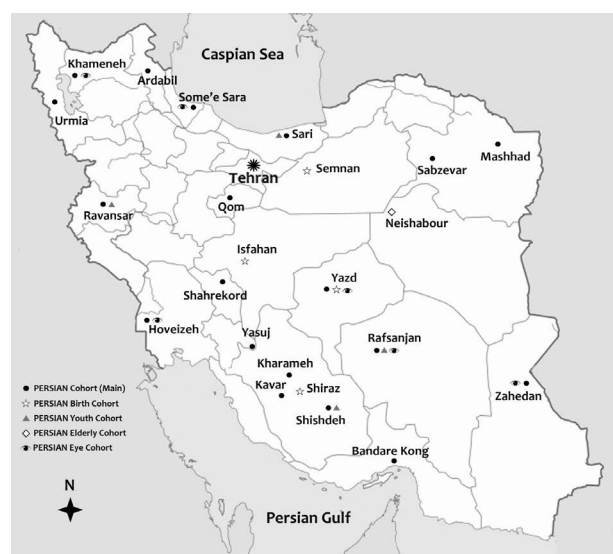 Caspian Sea
Khameneh
Ardabil
Some'e Sara
Urmia
Sari
Mashhad
Semnan
Sabzevar
Tehran
Ravansar
Qom
Neishabour
Isfahan
Yazd
Shahrekord
Hoveizeh
Yasuj
Rafsanjan
Kharameh
Kavar
Shiraz
Zahedan
Shishdeh
Bandare Kong
PERSIAN Cohort (Main)
PERSIAN Birth Cohort
PERSIAN Youth Cohort
PERSIAN Elderly Cohort
PERSIAN Eye Cohort
N
Persian Gulf